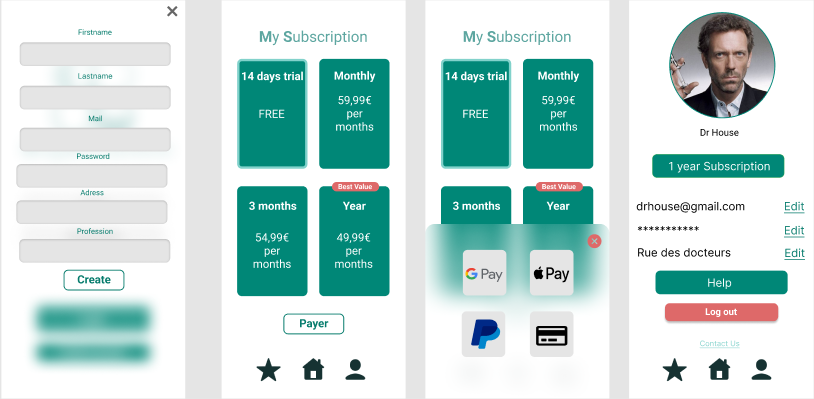 Firstname
Lastname
Mail
Password
Adress
Profession
Create
My Subscription
14 days trial
FREE
Monthly
59,99€
per
months
3 months
54,99€
per
months
Best Value
Year
49,99€
per
months
Payer
My Subscription
14 days trial
FREE
Monthly
59,99€
per
months
3 months
Best Value
Year
G Pay
Pay
Dr House
1 year Subscription
drhouse@gmail.com
Edit
***********
Edit
Rue des docteurs
Edit
Help
Log out
Contact Us